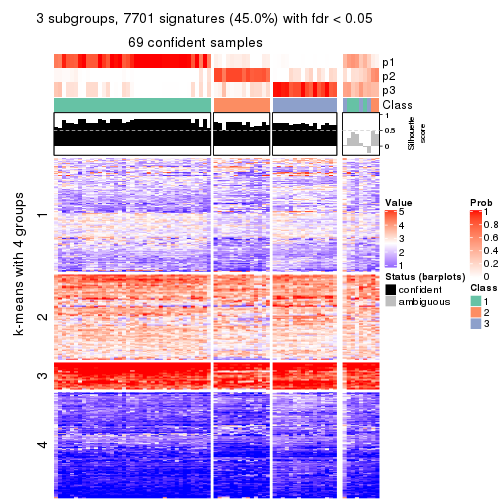 3 subgroups, 7701 signatures (45.0%) with fdr < 0.05
69 confident samples
p1
p2
p3
Class
1
0.5
0
Silhouette
score
k-means with 4 groups
1
2
3
4
Value
5
4
3
2
1
Status (barplots)
confident
ambiguous
Prob
1
0.8
0.6
0.4
0.2
0
Class
1
2
3